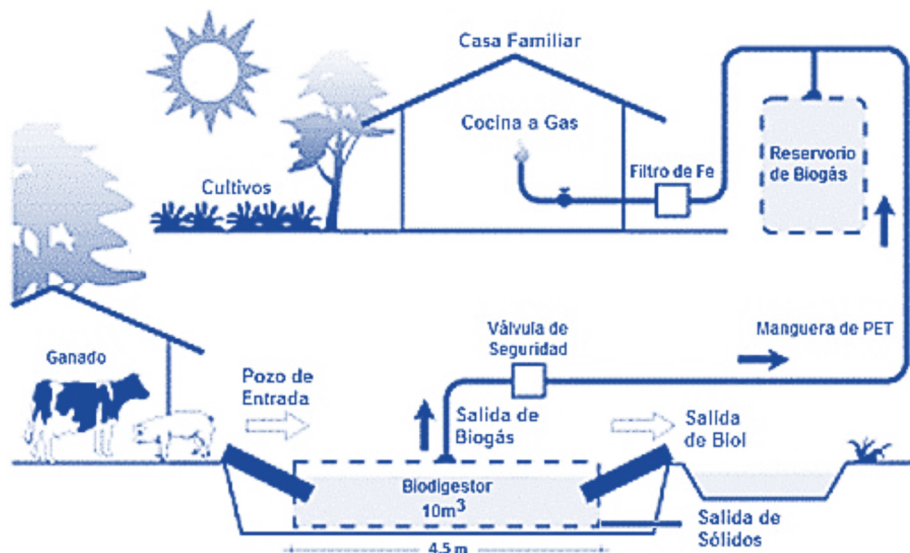 Casa Familiar
Cocina a Gas
Filtro de Fe
Reservorio
de Biogás
Cultivos
Ganado
Pozo de
Entrada
Válvula de
Seguridad
Manguera de PET
Salida de
Biogás
Salida
de Biol
Biodigestor
10m³
Salida de
Sólidos
4.5 m